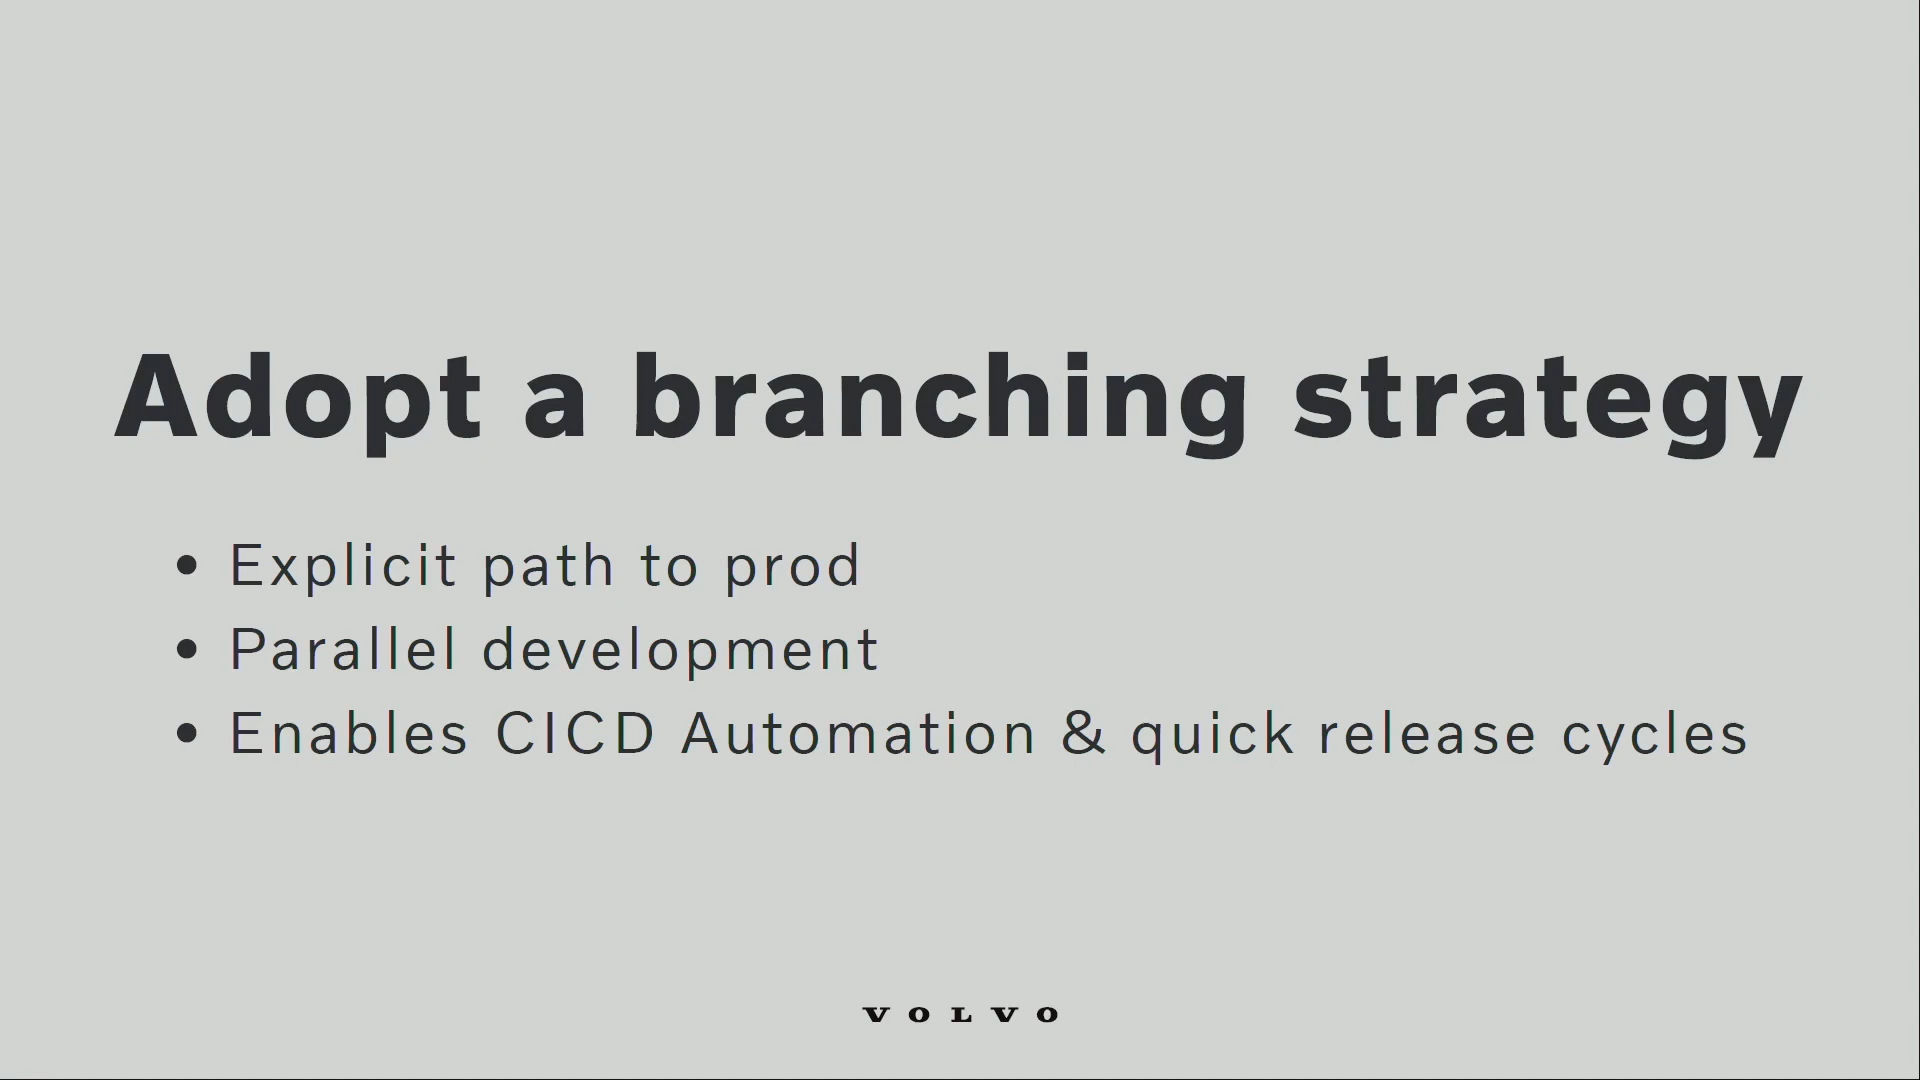 Adopt a branching strategy
• Explicit path to prod
• Parallel development
• Enables CICD Automation & quick release cycles
VOLVO